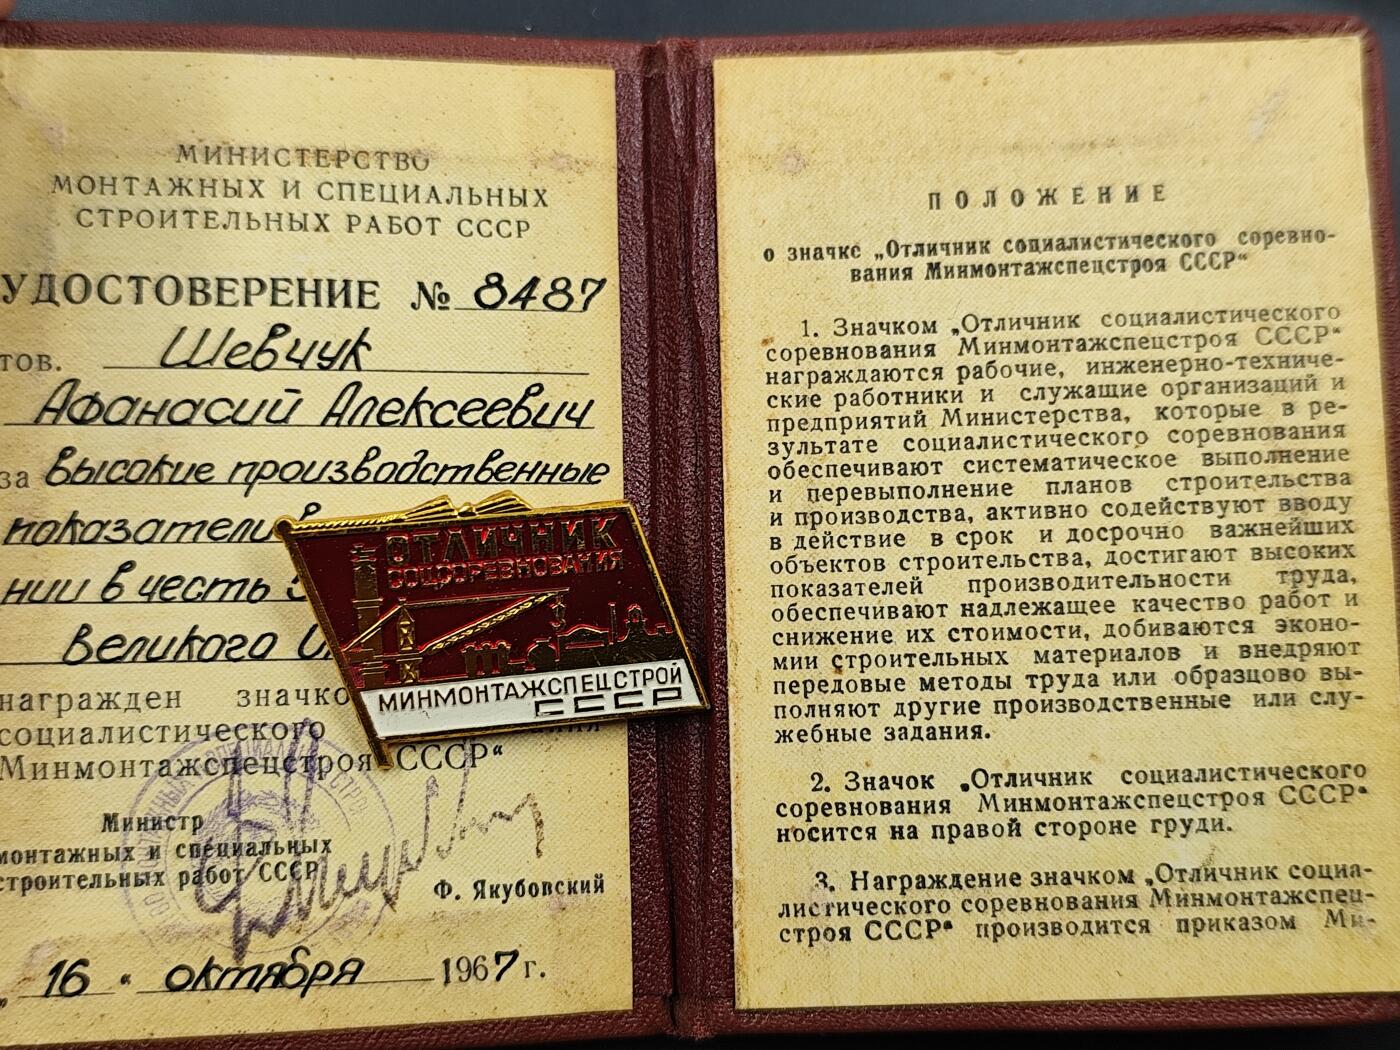 МИНИСТЕРСТВО
МОНТАЖНЫХ И СПЕЦИАЛЬНЫХ
СТРОИТЕЛЬНЫХ РАБОТ СССР
УДОСТОВЕРЕНИЕ № 8487
тов. Шевчук
Афанасий Алексеевич
за высокие производственные
показатели в
нии в честь
Великого
награжден значко
социалистического вания
Минмонтажспецстроя СССР“
Министр
монтажных и специальных
строительных работ СССР
Ф. Якубовский
„ 16 “ октября 1967 г.
ОТЛИЧНИК
СОЦСОРЕВНОВАНИЯ
МИНМОНТАЖСПЕЦСТРОЙ
СССР
ПОЛОЖЕНИЕ
о значке „Отличник социалистического соревно-
вания Минмонтажспецстроя СССР“
1. Значком „Отличник социалистического
соревнования Минмонтажспецстроя СССР“
награждаются рабочие, инженерно-техниче-
ские работники и служащие организаций и
предприятий Министерства, которые в ре-
зультате социалистического соревнования
обеспечивают систематическое выполнение
и перевыполнение планов строительства
и производства, активно содействуют вводу
в действие в срок и досрочно важнейших
объектов строительства, достигают высоких
показателей производительности труда,
обеспечивают надлежащее качество работ и
снижение их стоимости, добиваются эконо-
мии строительных материалов и внедряют
передовые методы труда или образцово вы-
полняют другие производственные или слу-
жебные задания.
2. Значок „Отличник социалистического
соревнования Минмонтажспецстроя СССР“
носится на правой стороне груди.
3. Награждение значком „Отличник социа-
листического соревнования Минмонтажспец-
строя СССР“ производится приказом Ми-